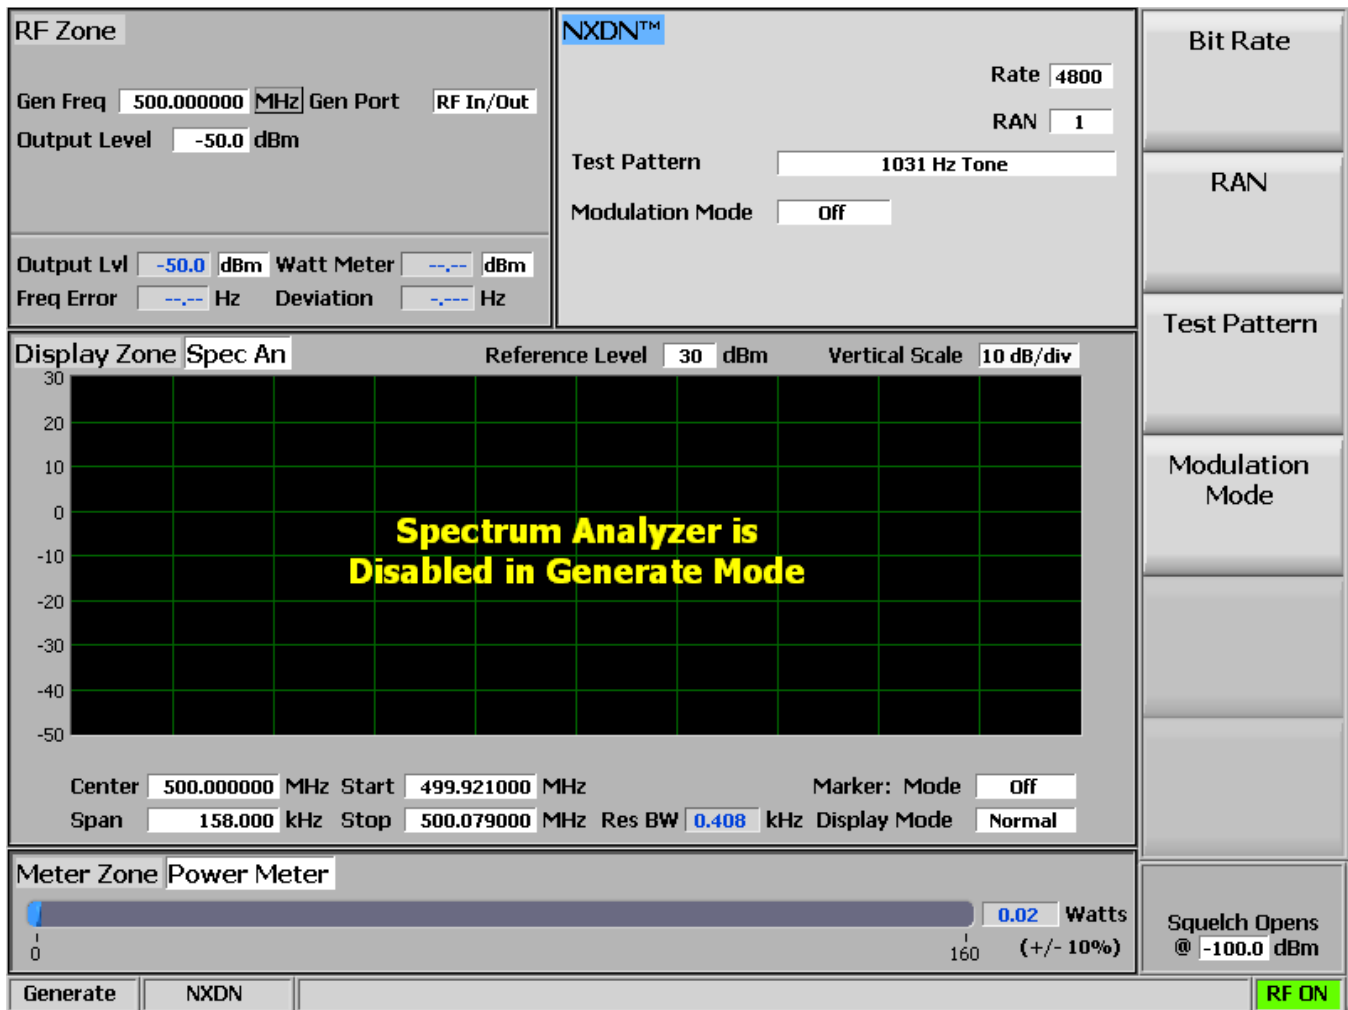 RF Zone
Gen Freq 500.000000 MHz Gen Port RF In/Out
Output Level -50.0 dBm
Output Lvl -50.0 dBm Watt Meter --.-- dBm
Freq Error --.-- Hz Deviation -.--- Hz
NXDN™
Rate 4800
RAN 1
Test Pattern 1031 Hz Tone
Modulation Mode Off
Bit Rate
RAN
Test Pattern
Modulation
Mode
Display Zone Spec An Reference Level 30 dBm Vertical Scale 10 dB/div
30
20
10
0
-10
-20
-30
-40
-50
Spectrum Analyzer is
Disabled in Generate Mode
Center 500.000000 MHz Start 499.921000 MHz Marker: Mode Off
Span 158.000 kHz Stop 500.079000 MHz Res BW 0.408 kHz Display Mode Normal
Meter Zone Power Meter
0.02 Watts
0 160 (+/- 10%)
Squelch Opens
@ -100.0 dBm
Generate NXDN RF ON